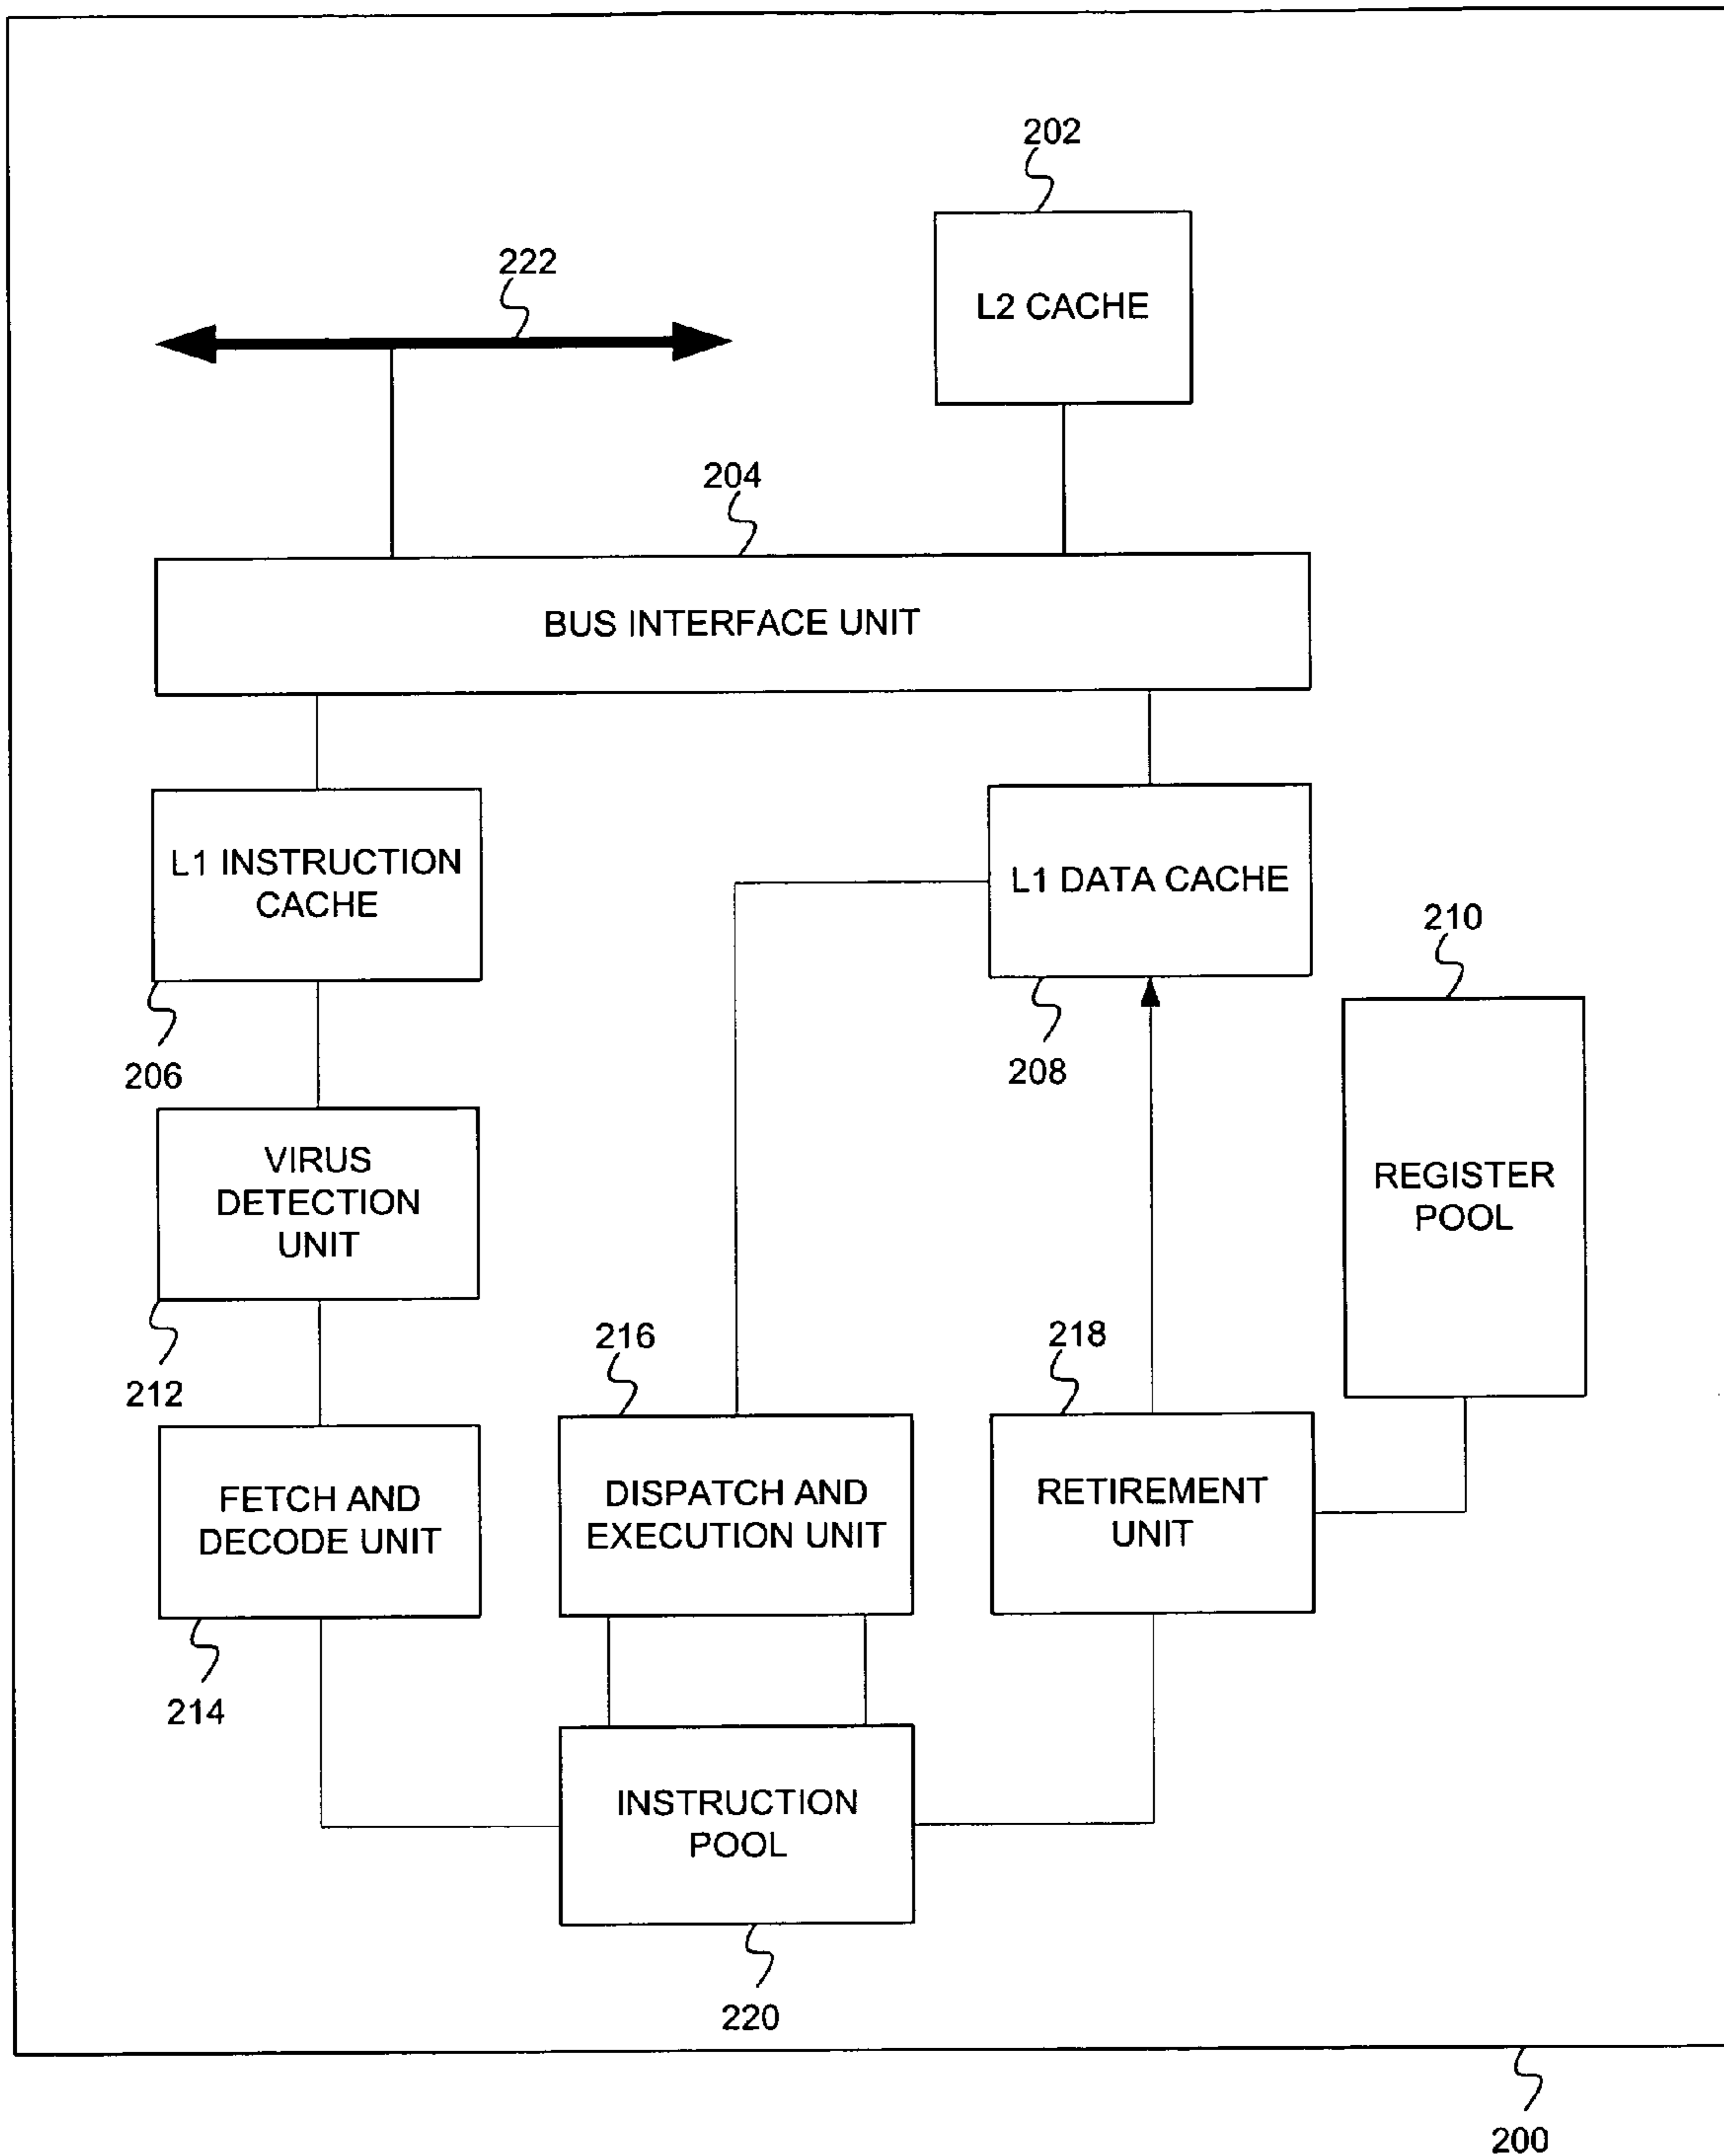 202
L2 CACHE
222
204
BUS INTERFACE UNIT
L1 INSTRUCTION
CACHE
206
L1 DATA CACHE
208
210
REGISTER
POOL
VIRUS
DETECTION
UNIT
212
216
218
FETCH AND
DECODE UNIT
214
DISPATCH AND
EXECUTION UNIT
RETIREMENT
UNIT
INSTRUCTION
POOL
220
200